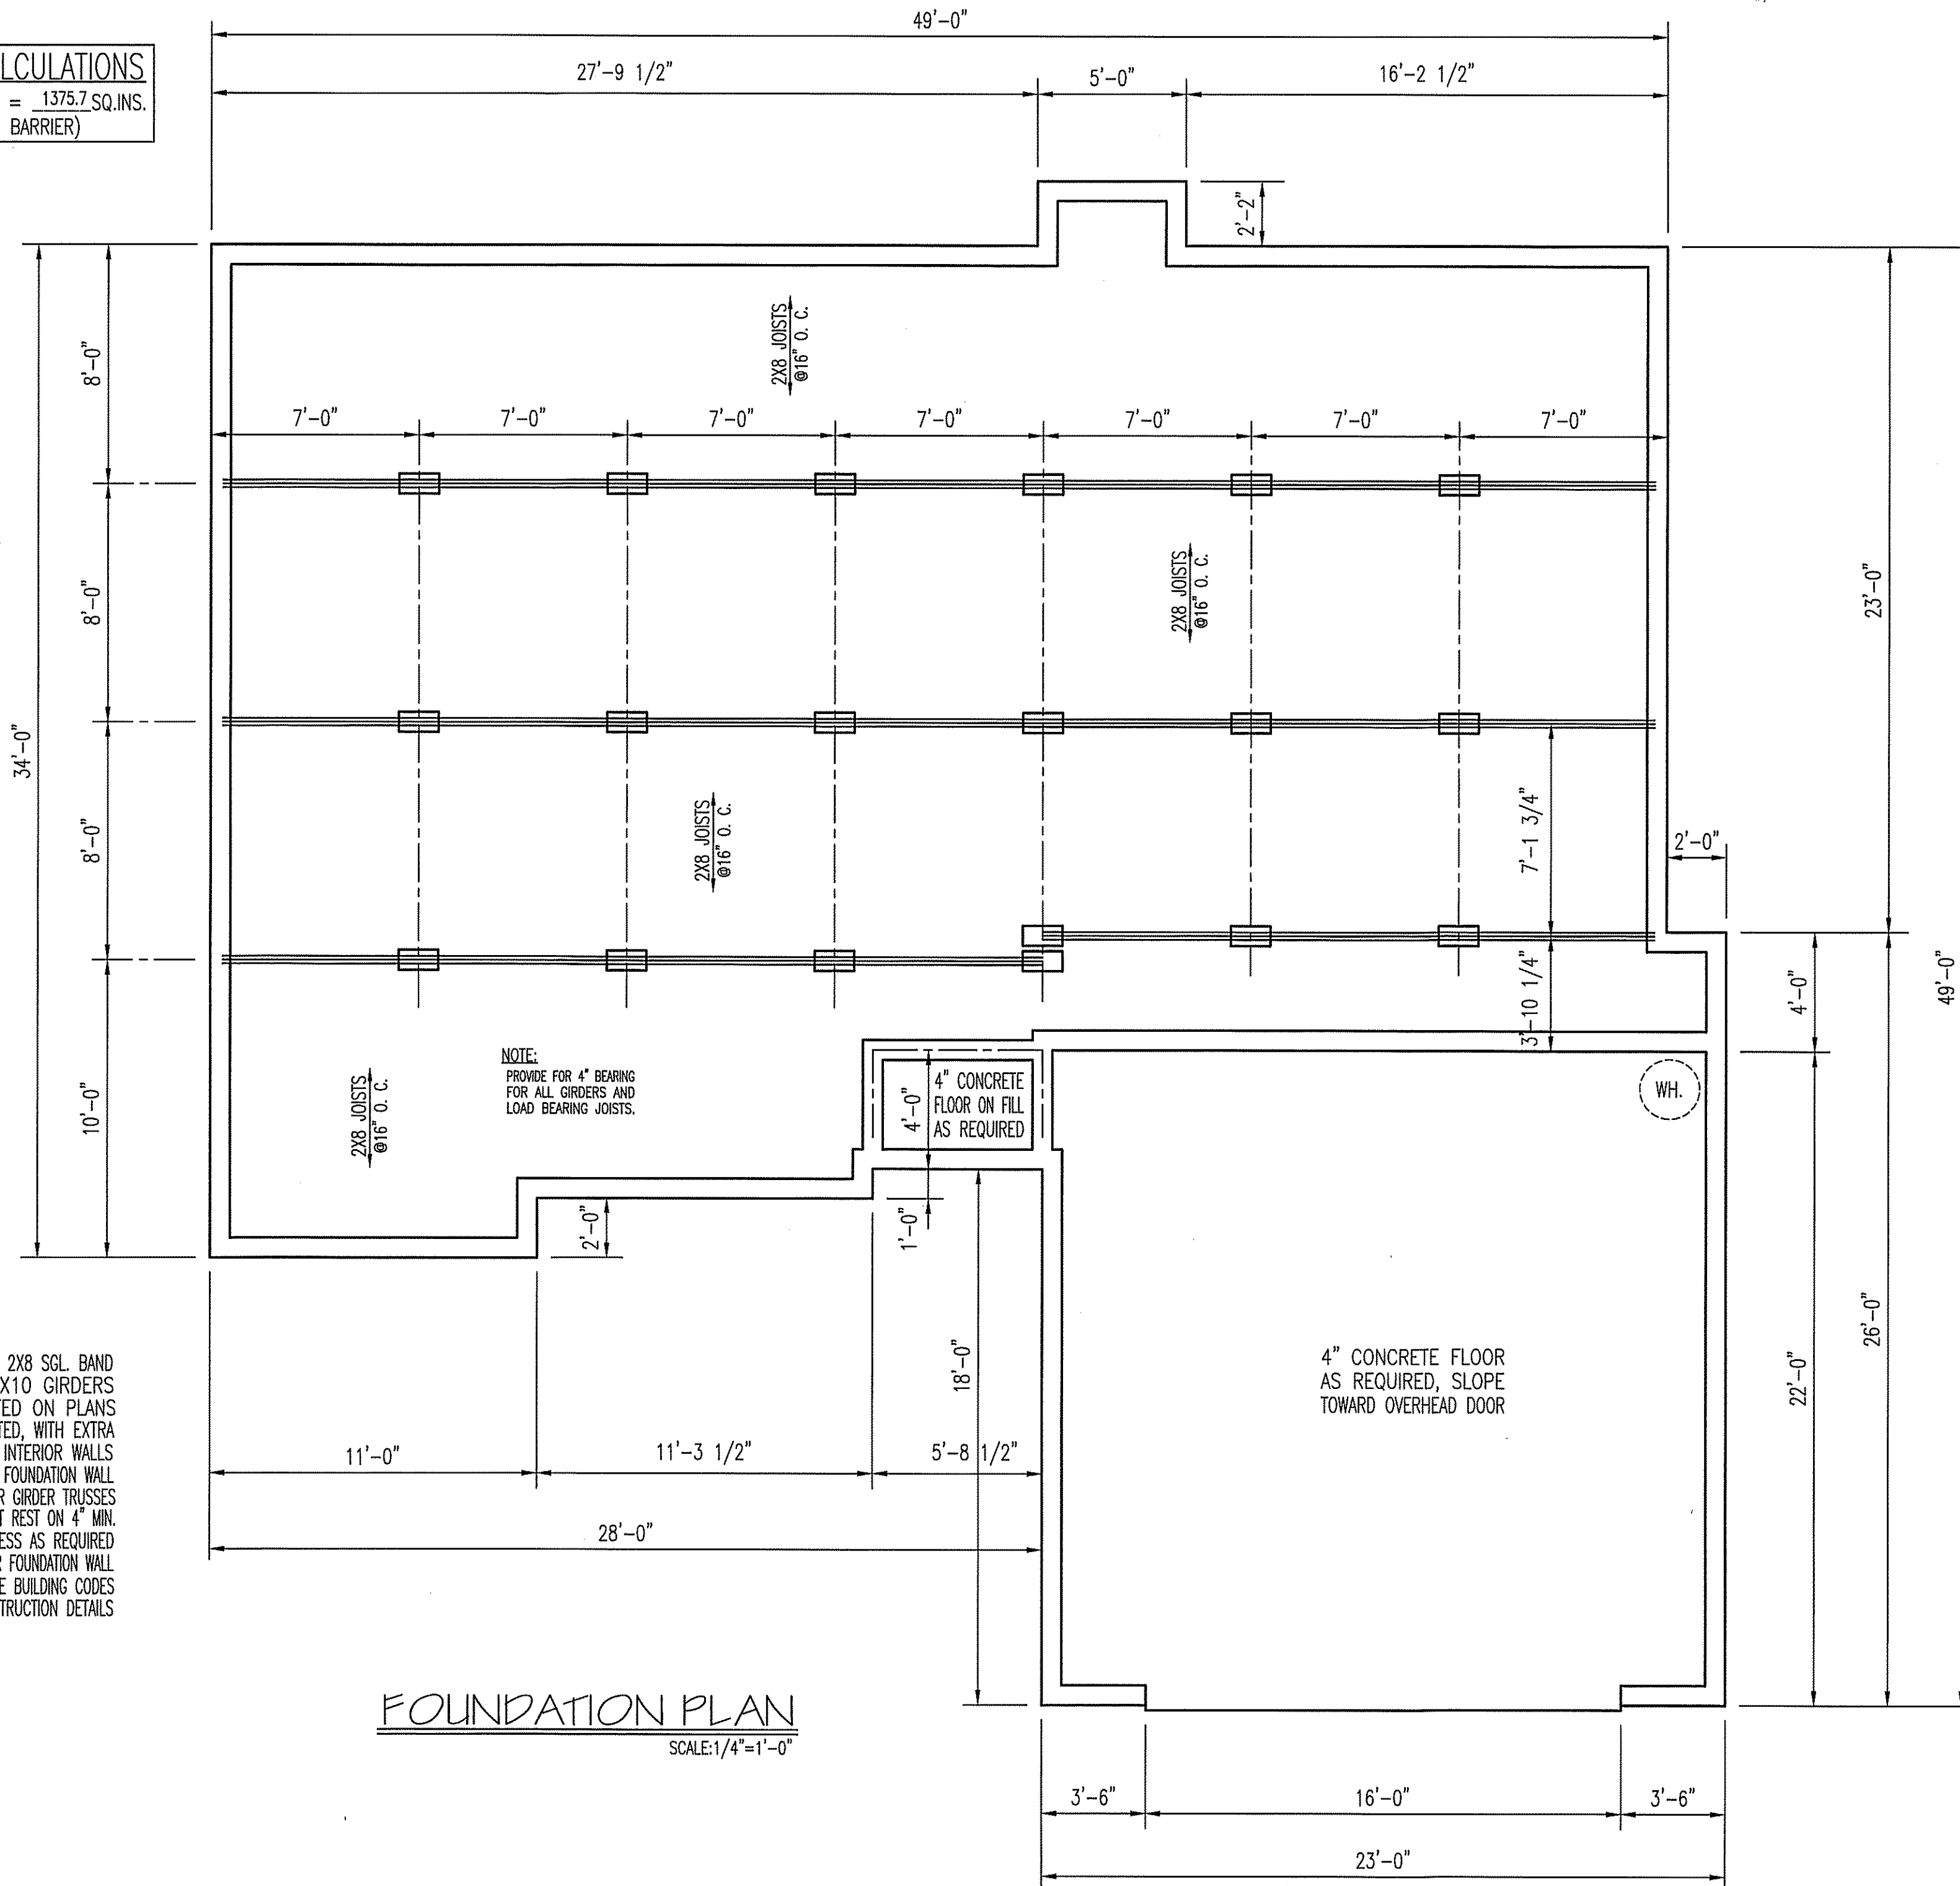 49'-0"
LCULATIONS
= 1375.7 SQ.INS.
BARRIER)
27'-9 1/2"
5'-0"
16'-2 1/2"
2'-2"
8'-0"
2X8 JOISTS
@16" O. C.
7'-0"
7'-0"
7'-0"
7'-0"
7'-0"
7'-0"
7'-0"
8'-0"
2X8 JOISTS
@16" O. C.
23'-0"
34'-0"
8'-0"
2X8 JOISTS
@16" O. C.
7'-1 3/4"
2'-0"
3'-10 1/4"
4'-0"
49'-0"
10'-0"
2X8 JOISTS
@16" O. C.
NOTE:
PROVIDE FOR 4" BEARING
FOR ALL GIRDERS AND
LOAD BEARING JOISTS.
4'-0"
4" CONCRETE
FLOOR ON FILL
AS REQUIRED
WH.
2'-0"
1'-0"
18'-0"
26'-0"
22'-0"
4" CONCRETE FLOOR
AS REQUIRED, SLOPE
TOWARD OVERHEAD DOOR
2X8 SGL. BAND
X10 GIRDERS
TED ON PLANS
TED, WITH EXTRA
INTERIOR WALLS
FOUNDATION WALL
R GIRDER TRUSSES
T REST ON 4" MIN.
ESS AS REQUIRED
R FOUNDATION WALL
E BUILDING CODES
TRUCTION DETAILS
11'-0"
11'-3 1/2"
5'-8 1/2"
28'-0"
FOUNDATION PLAN
SCALE:1/4"=1'-0"
3'-6"
16'-0"
3'-6"
23'-0"